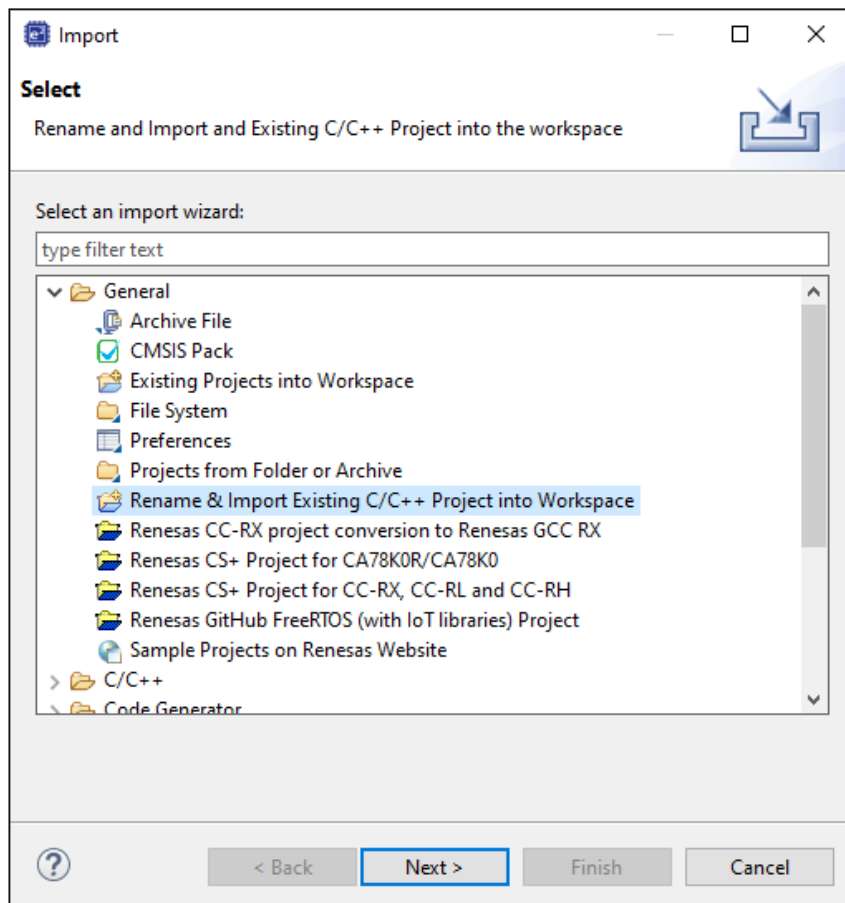 Import
Select
Rename and Import and Existing C/C++ Project into the workspace
Select an import wizard:
type filter text
General
Archive File
CMSIS Pack
Existing Projects into Workspace
File System
Preferences
Projects from Folder or Archive
Rename & Import Existing C/C++ Project into Workspace
Renesas CC-RX project conversion to Renesas GCC RX
Renesas CS+ Project for CA78K0R/CA78K0
Renesas CS+ Project for CC-RX, CC-RL and CC-RH
Renesas GitHub FreeRTOS (with IoT libraries) Project
Sample Projects on Renesas Website
C/C++
Code Generator
? < Back Next > Finish Cancel